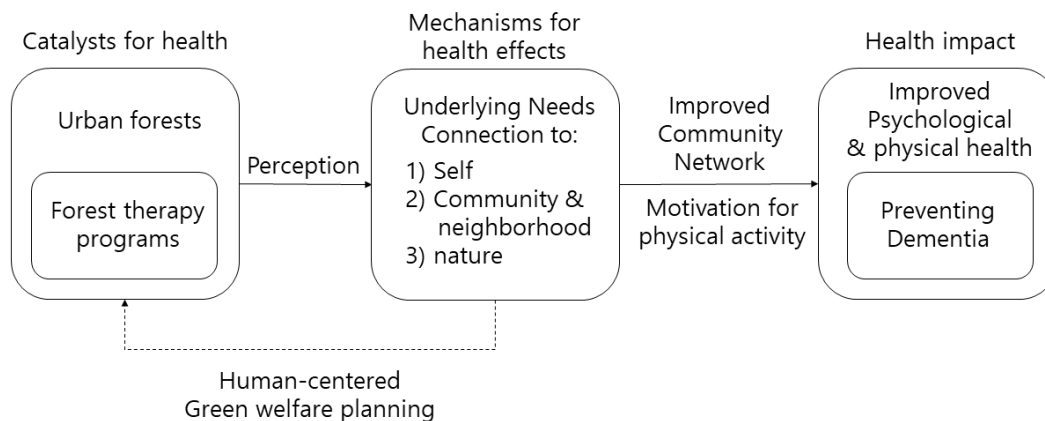 Catalysts for health
Urban forests
Forest therapy
programs
Perception
Mechanisms for
health effects
Underlying Needs
Connection to:
1) Self
2) Community &
neighborhood
3) nature
Improved
Community
Network
Motivation for
physical activity
Health impact
Improved
Psychological
& physical health
Preventing
Dementia
Human-centered
Green welfare planning